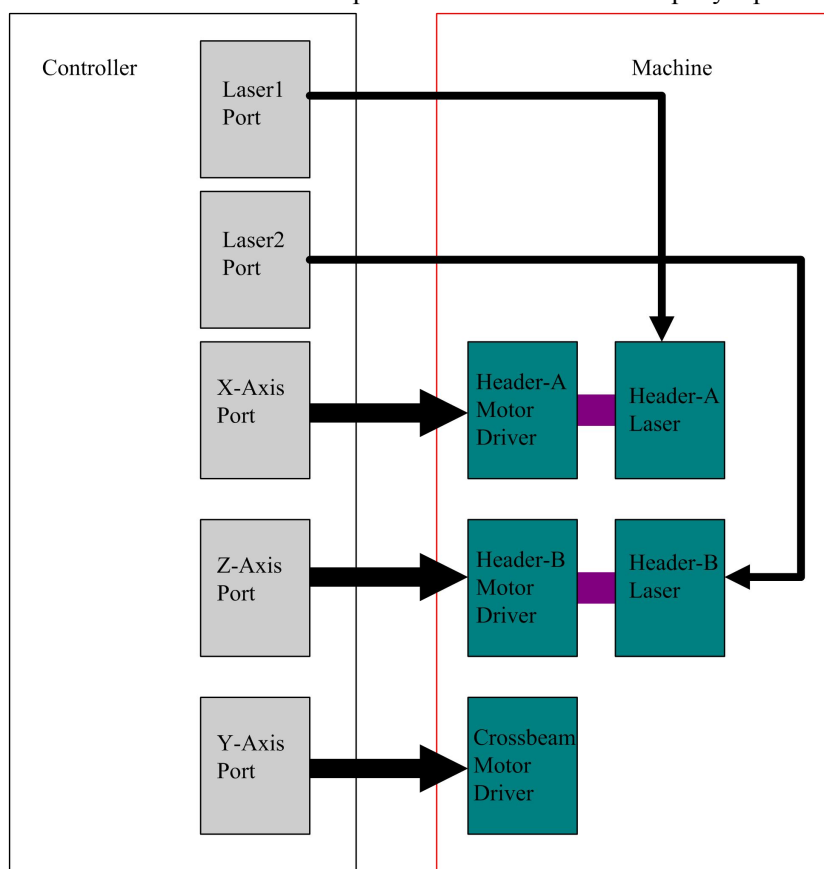 Controller
Machine
Laser1
Port
Laser2
Port
X-Axis
Port
Header-A
Motor
Driver
Header-A
Laser
Z-Axis
Port
Header-B
Motor
Driver
Header-B
Laser
Y-Axis
Port
Crossbeam
Motor
Driver